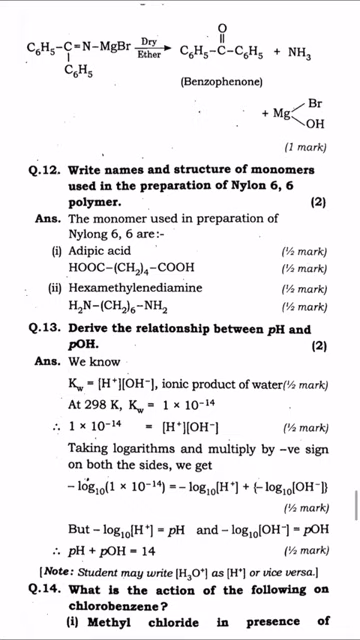 O
C₆H₅–C=N–MgBr Dry Ether → C₆H₅–C–C₆H₅ + NH₃
C₆H₅
(Benzophenone)
+ Mg Br OH
(1 mark)
Q.12. Write names and structure of monomers
used in the preparation of Nylon 6, 6
polymer. (2)
Ans. The monomer used in preparation of
Nylong 6, 6 are:-
(i) Adipic acid (½ mark)
HOOC–(CH₂)₄–COOH (½ mark)
(ii) Hexamethylenediamine (½ mark)
H₂N–(CH₂)₆–NH₂ (½ mark)
Q.13. Derive the relationship between pH and
pOH. (2)
Ans. We know
K_w = [H⁺][OH⁻], ionic product of water(½ mark)
At 298 K, K_w = 1 × 10⁻¹⁴
∴ 1 × 10⁻¹⁴ = [H⁺][OH⁻] (½ mark)
Taking logarithms and multiply by –ve sign
on both the sides, we get
–log₁₀(1 × 10⁻¹⁴) = –log₁₀[H⁺] + {–log₁₀[OH⁻]}
(½ mark)
But –log₁₀[H⁺] = pH and –log₁₀[OH⁻] = pOH
∴ pH + pOH = 14 (½ mark)
[Note: Student may write [H₃O⁺] as [H⁺] or vice versa.]
Q.14. What is the action of the following on
chlorobenzene ?
(i) Methyl chloride in presence of